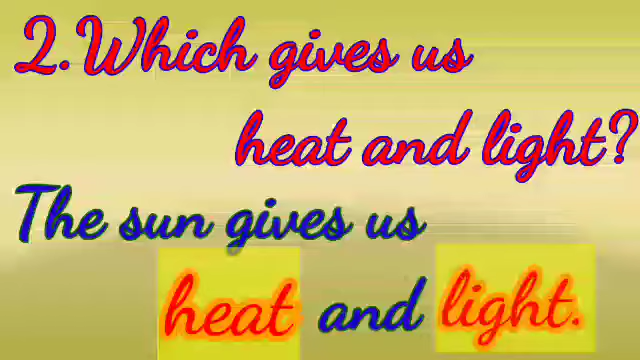 2.Which gives us
heat and light?
The sun gives us
heat and light.